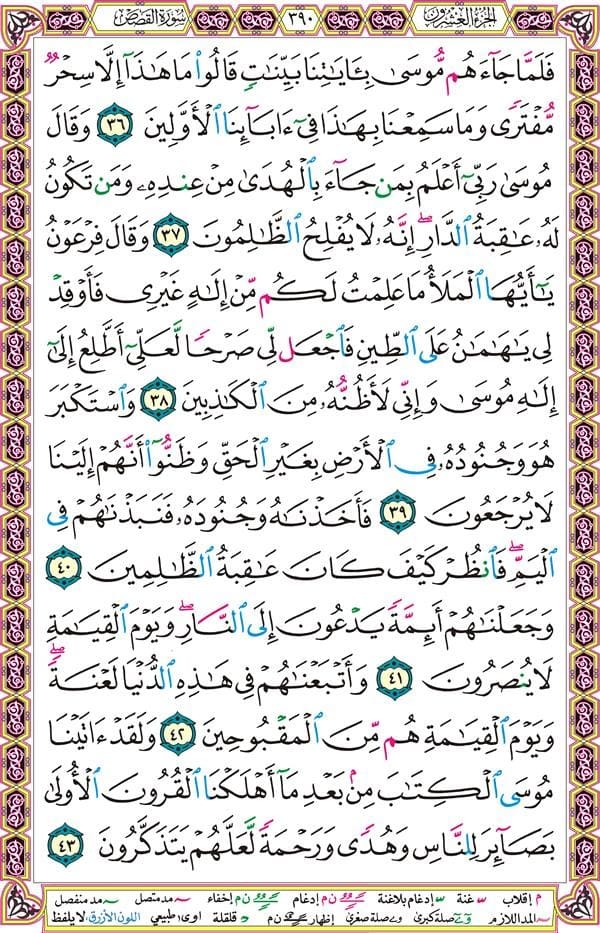 الجزء العشرون
٣٩٠
سورة القصص
فَلَمَّا جَآءَهُم مُّوسَىٰ بِـَٔايَٰتِنَا بَيِّنَٰتٖ قَالُواْ مَا هَٰذَآ إِلَّا سِحۡرٞ
مُّفۡتَرٗى وَمَا سَمِعۡنَا بِهَٰذَا فِيٓ ءَابَآئِنَا ٱلۡأَوَّلِينَ ٣٦ وَقَالَ
مُوسَىٰ رَبِّيٓ أَعۡلَمُ بِمَن جَآءَ بِٱلۡهُدَىٰ مِنۡ عِندِهِۦ وَمَن تَكُونُ
لَهُۥ عَٰقِبَةُ ٱلدَّارِۖ إِنَّهُۥ لَا يُفۡلِحُ ٱلظَّٰلِمُونَ ٣٧ وَقَالَ فِرۡعَوۡنُ
يَٰٓأَيُّهَا ٱلۡمَلَأُ مَا عَلِمۡتُ لَكُم مِّنۡ إِلَٰهٍ غَيۡرِي فَأَوۡقِدۡ
لِي يَٰهَٰمَٰنُ عَلَى ٱلطِّينِ فَٱجۡعَل لِّي صَرۡحٗا لَّعَلِّيٓ أَطَّلِعُ إِلَىٰٓ
إِلَٰهِ مُوسَىٰ وَإِنِّي لَأَظُنُّهُۥ مِنَ ٱلۡكَٰذِبِينَ ٣٨ وَٱسۡتَكۡبَرَ
هُوَ وَجُنُودُهُۥ فِي ٱلۡأَرۡضِ بِغَيۡرِ ٱلۡحَقِّ وَظَنُّوٓاْ أَنَّهُمۡ إِلَيۡنَا
لَا يُرۡجَعُونَ ٣٩ فَأَخَذۡنَٰهُ وَجُنُودَهُۥ فَنَبَذۡنَٰهُمۡ فِي
ٱلۡيَمِّۖ فَٱنظُرۡ كَيۡفَ كَانَ عَٰقِبَةُ ٱلظَّٰلِمِينَ ٤٠
وَجَعَلۡنَٰهُمۡ أَئِمَّةٗ يَدۡعُونَ إِلَى ٱلنَّارِۖ وَيَوۡمَ ٱلۡقِيَٰمَةِ
لَا يُنصَرُونَ ٤١ وَأَتۡبَعۡنَٰهُمۡ فِي هَٰذِهِ ٱلدُّنۡيَا لَعۡنَةٗۖ
وَيَوۡمَ ٱلۡقِيَٰمَةِ هُم مِّنَ ٱلۡمَقۡبُوحِينَ ٤٢ وَلَقَدۡ ءَاتَيۡنَا
مُوسَى ٱلۡكِتَٰبَ مِنۢ بَعۡدِ مَآ أَهۡلَكۡنَا ٱلۡقُرُونَ ٱلۡأُولَىٰ
بَصَآئِرَ لِلنَّاسِ وَهُدٗى وَرَحۡمَةٗ لَّعَلَّهُمۡ يَتَذَكَّرُونَ ٤٣
م إقلاب غنة إدغام بلاغنة ن م إدغام ن م إخفاء مد متصل مد منفصل
المد اللازم صلة كبرى صلة صغرى إظهار ن م قلقلة اوى طبيعي اللون الأزرق لا يلفظ